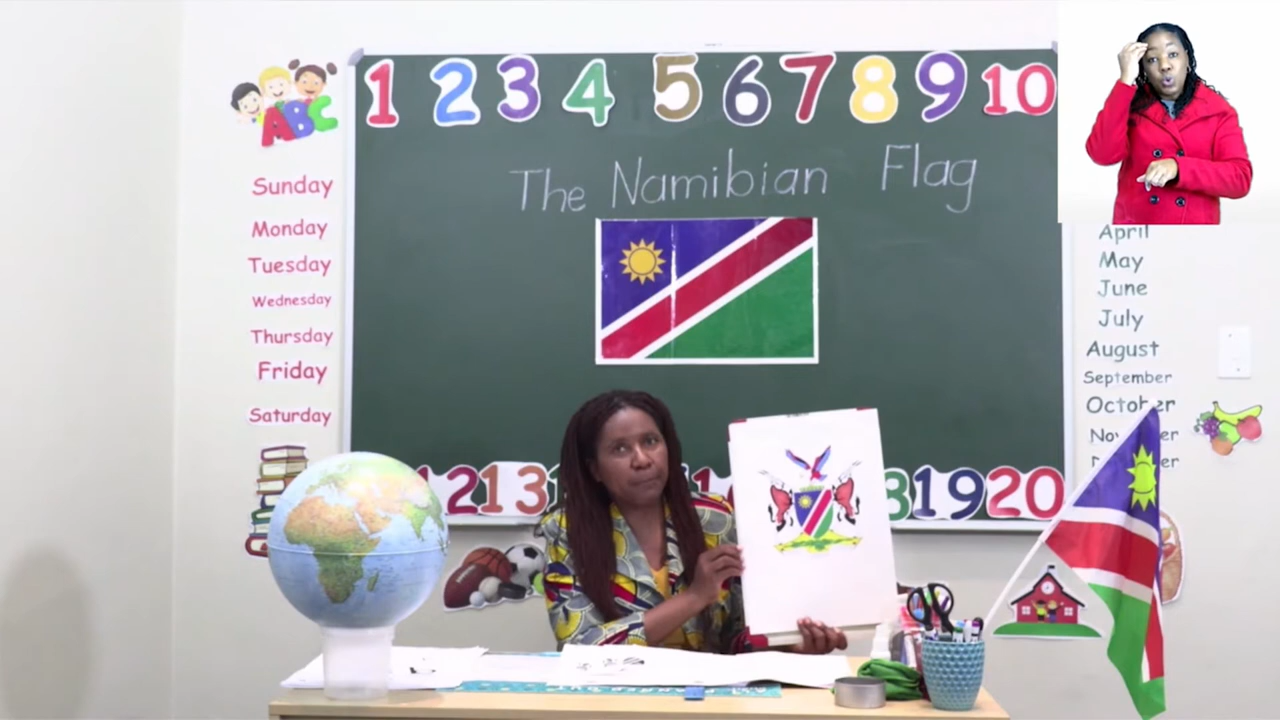 1 2 3 4 5 6 7 8 9 10
ABC
The Namibian Flag
Sunday
Monday
Tuesday
Wednesday
Thursday
Friday
Saturday
April
May
June
July
August
September
October
12 13 19 20